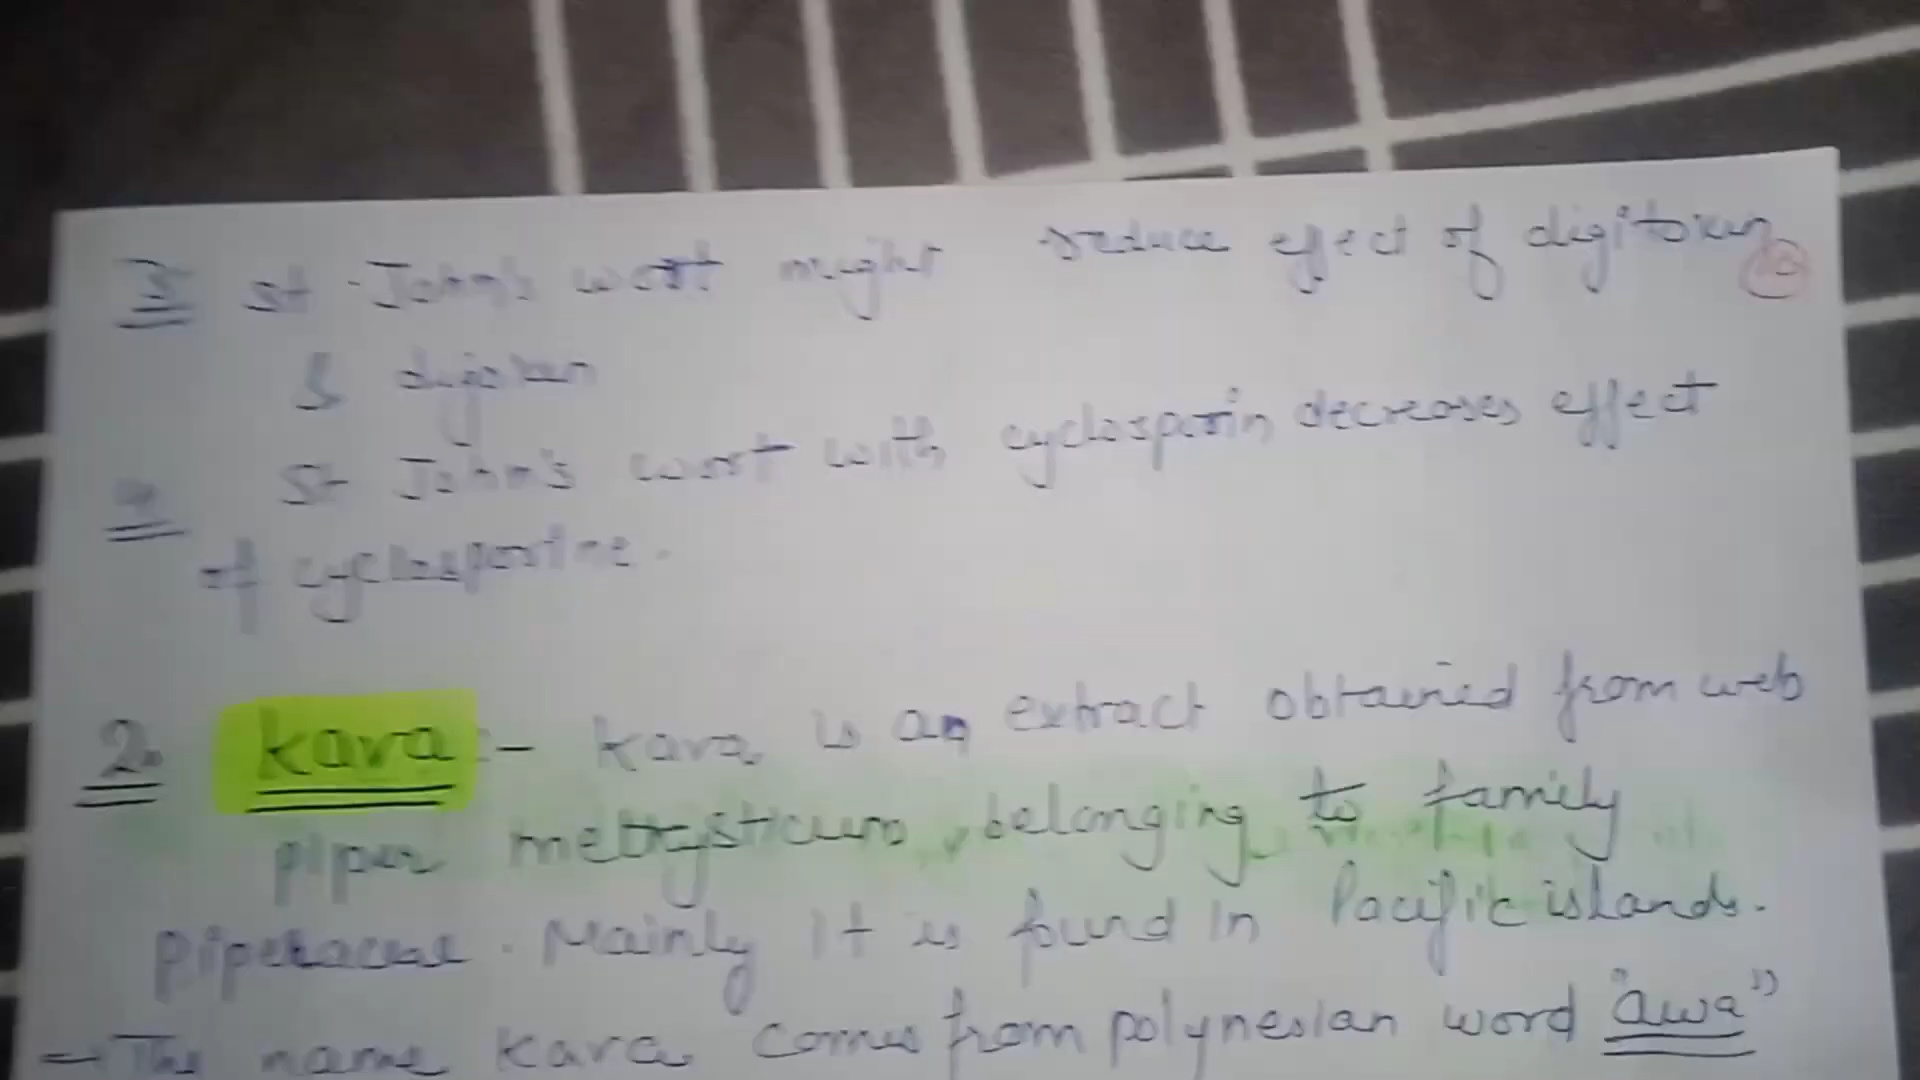 3 St. John's wort might reduce effect of digitoxin
& digoxin
4 St John's wort with cyclosporin decreases effect
of cyclosporine.
2. Kava :- Kava is an extract obtained from web
piper methysticum, belonging to family
piperaceae. Mainly it is found in Pacific islands.
→ The name Kava comes from polynesian word "awa"